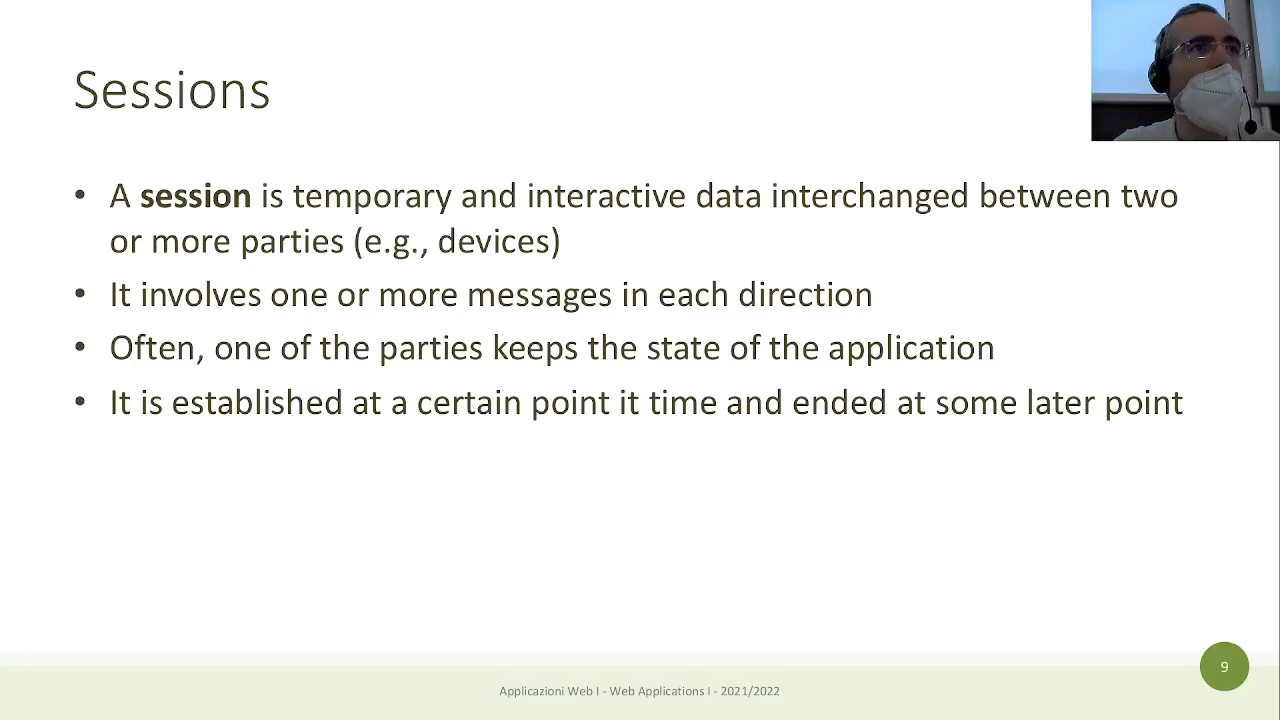 Sessions
• A session is temporary and interactive data interchanged between two
or more parties (e.g., devices)
• It involves one or more messages in each direction
• Often, one of the parties keeps the state of the application
• It is established at a certain point it time and ended at some later point
9
Applicazioni Web I - Web Applications I - 2021/2022